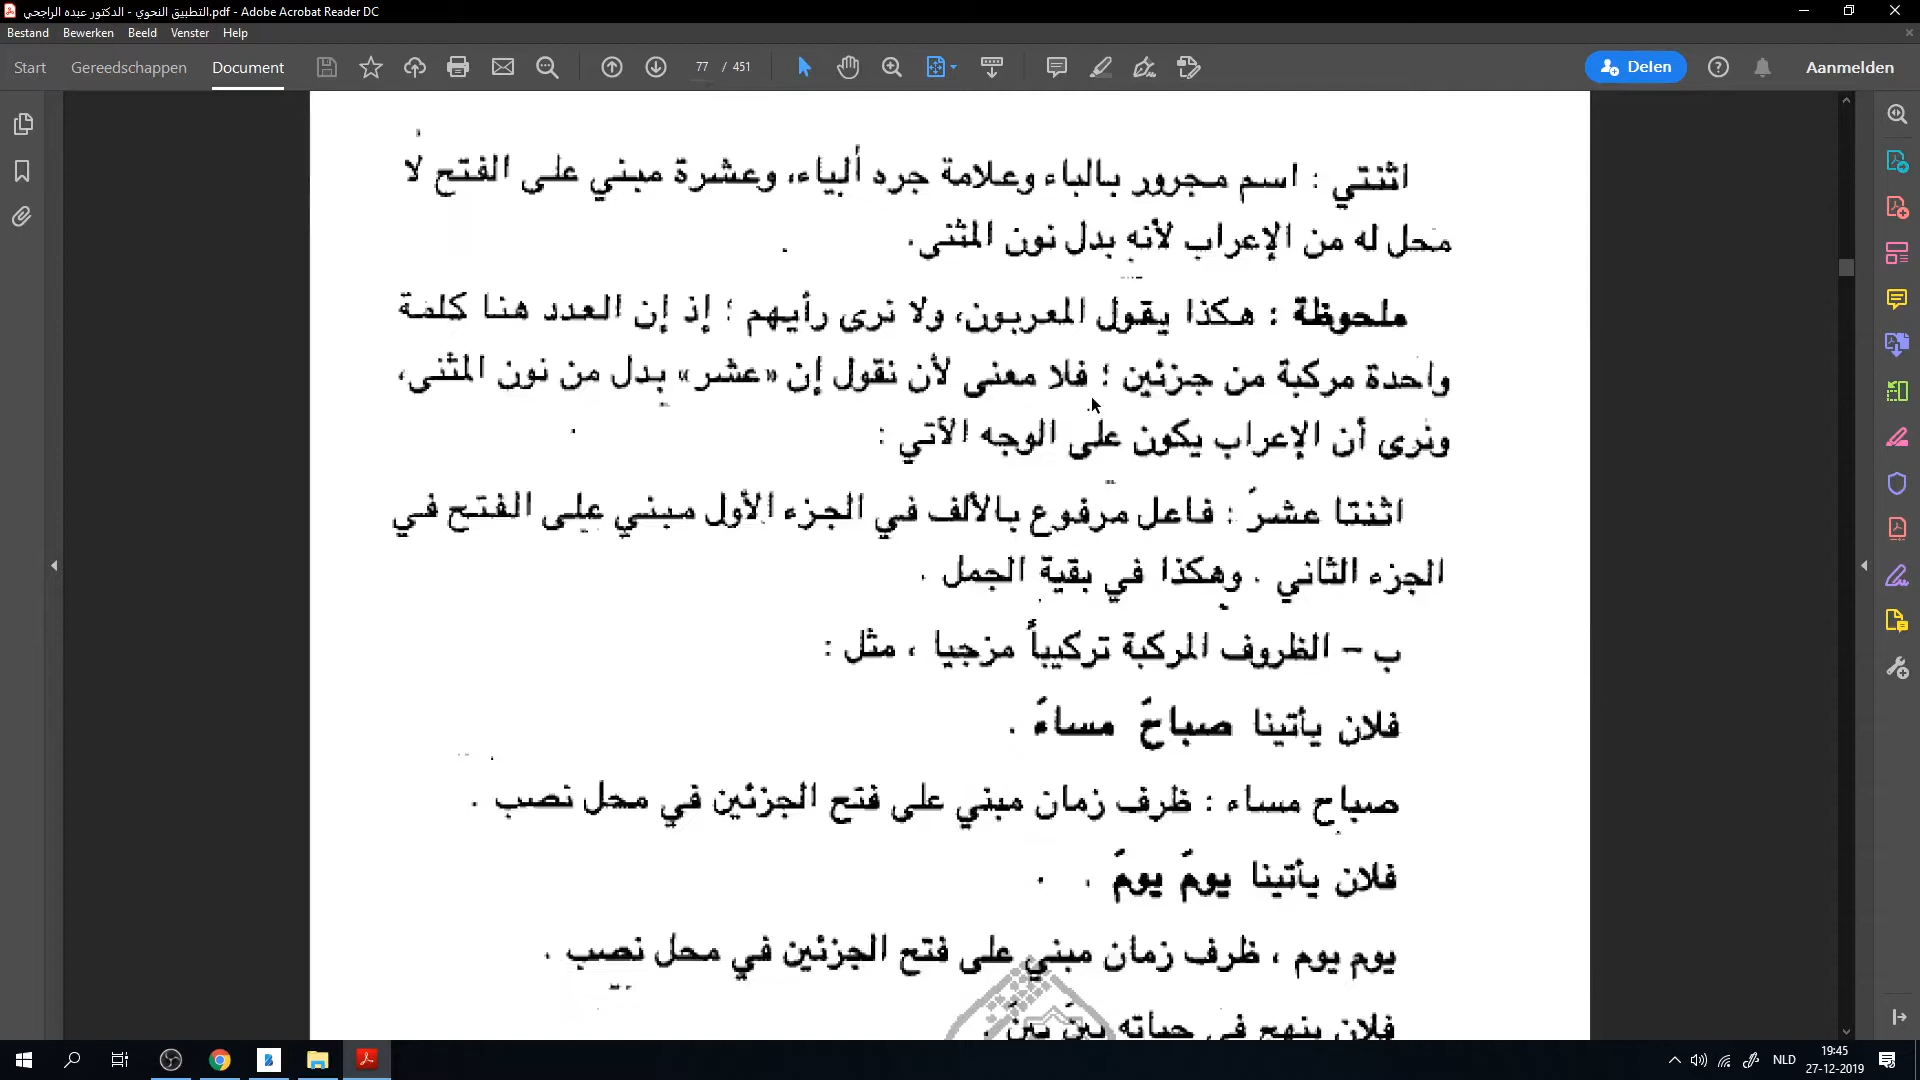 التطبيق النحوي - الدكتور عبده الراجحي.pdf - Adobe Acrobat Reader DC
Bestand Bewerken Beeld Venster Help
Start Gereedschappen Document 77 / 451 Delen Aanmelden
اثنتي : اسم مجرور بالباء وعلامة جره ألياء، وعشرة مبني على الفتح لا
محل له من الإعراب لأنه بدل نون المثنى.
ملحوظة : هكذا يقول المعربون، ولا نرى رأيهم ؛ إذ إن العدد هنا كلمة
واحدة مركبة من جزئين ؛ فلا معنى لأن نقول إن «عشر» بدل من نون المثنى،
ونرى أن الإعراب يكون على الوجه الآتي :
اثنتا عشرَ : فاعل مرفوع بالألف في الجزء الأول مبني على الفتح في
الجزء الثاني . وهكذا في بقية الجمل .
ب – الظروف المركبة تركيباً مزجيا ، مثل :
فلان يأتينا صباحَ مساءَ .
صباح مساء : ظرف زمان مبني على فتح الجزئين في محل نصب .
فلان يأتينا يومَ يومَ .
يوم يوم ، ظرف زمان مبني على فتح الجزئين في محل نصب .
فلان ينهج في حياته بينَ بينَ .
NLD 19:45
27-12-2019